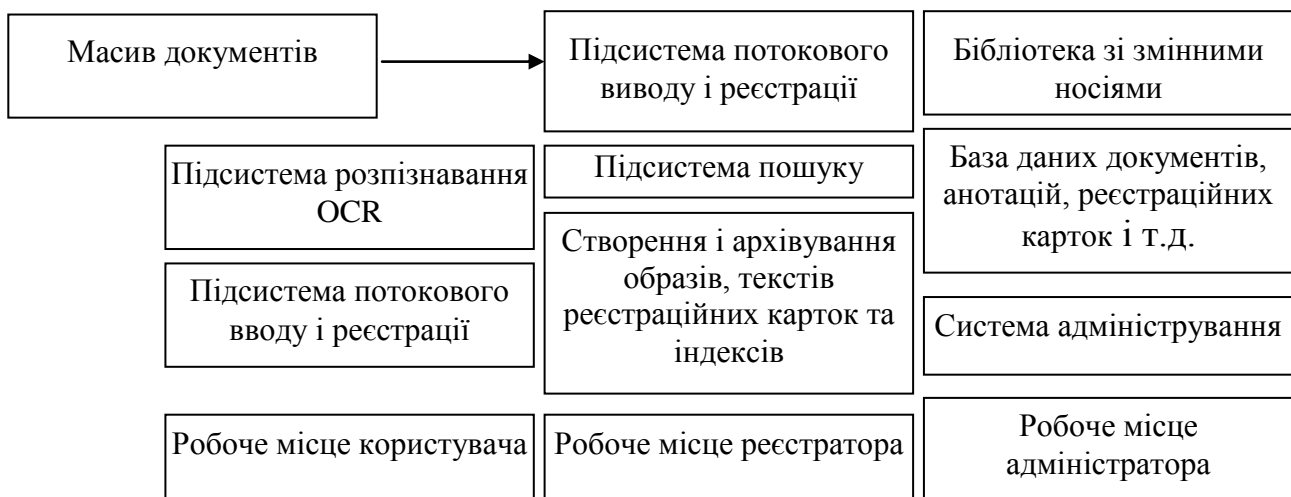 Масив документів
Підсистема потокового
виводу і реєстрації
Бібліотека зі змінними
носіями
Підсистема розпізнавання
OCR
Підсистема пошуку
База даних документів,
анотацій, реєстраційних
карток і т.д.
Створення і архівування
образів, текстів
реєстраційних карток та
індексів
Підсистема потокового
вводу і реєстрації
Система адміністрування
Робоче місце користувача
Робоче місце реєстратора
Робоче місце
адміністратора